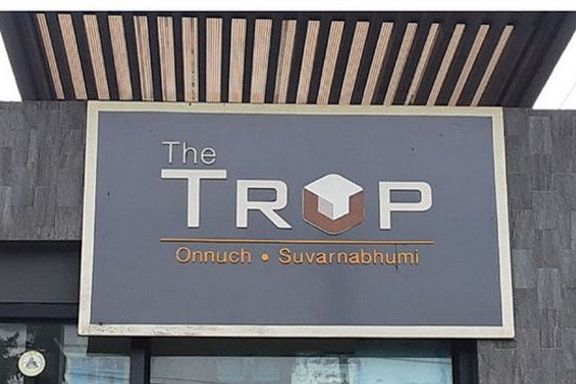 The
TROP
Onnuch • Suvarnabhumi